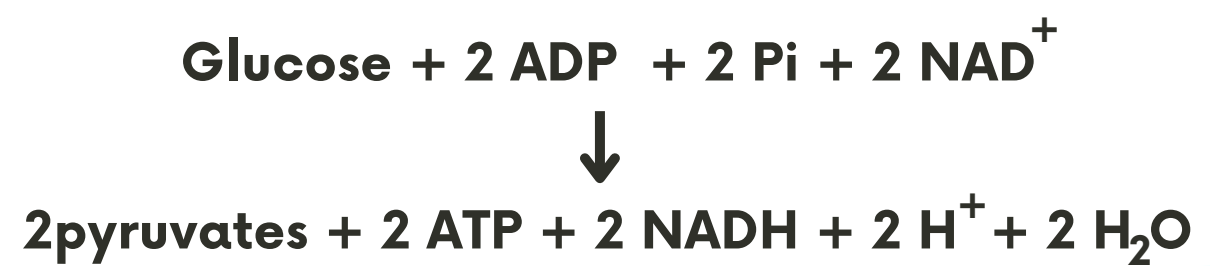 Glucose + 2 ADP + 2 Pi + 2 NAD⁺
↓
2pyruvates + 2 ATP + 2 NADH + 2 H⁺ + 2 H₂O